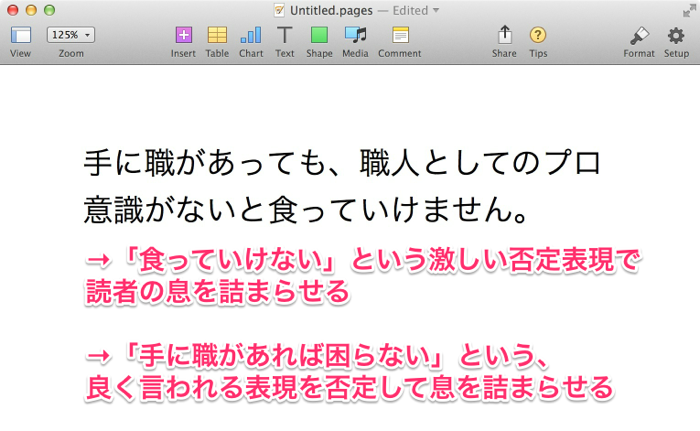 Untitled.pages — Edited
125%
View
Zoom
Insert
Table
Chart
Text
Shape
Media
Comment
Share
Tips
Format
Setup
手に職があっても、職人としてのプロ
意識がないと食っていけません。
→「食っていけない」という激しい否定表現で
読者の息を詰まらせる
→「手に職があれば困らない」という、
良く言われる表現を否定して息を詰まらせる